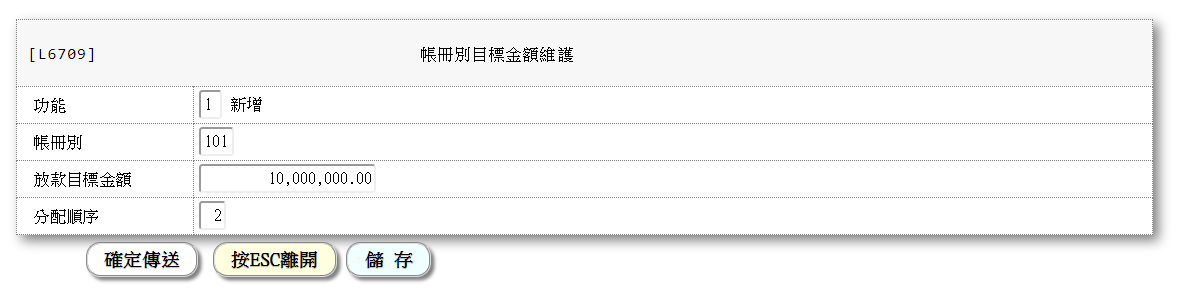 [L6709] 帳冊別目標金額維護
功能 1 新增
帳冊別 101
放款目標金額 10,000,000.00
分配順序 2
確定傳送 按ESC離開 儲 存